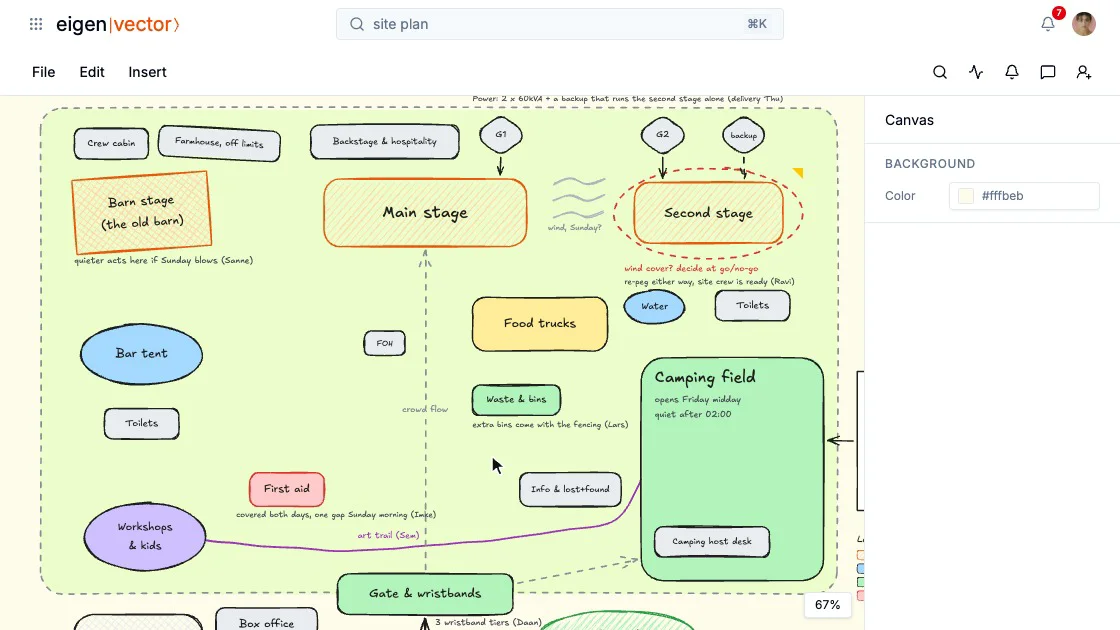 eigen|vector⟩
site plan
⌘K
7
File
Edit
Insert
Power: 2 x 60kVA + a backup that runs the second stage alone (delivery Thu)
Crew cabin
Farmhouse, off limits
Backstage & hospitality
G1
G2
backup
Barn stage
(the old barn)
Main stage
Second stage
wind, Sunday?
quieter acts here if Sunday blows (Sanne)
wind cover? decide at go/no-go
re-peg either way, site crew is ready (Ravi)
Water
Toilets
Food trucks
FOH
Bar tent
Camping field
opens Friday midday
quiet after 02:00
Waste & bins
crowd flow
extra bins come with the fencing (Lars)
Toilets
First aid
Info & lost+found
covered both days, one gap Sunday morning (Imke)
Workshops
& kids
art trail (Sem)
Camping host desk
Gate & wristbands
Box office
3 wristband tiers (Daan)
67%
Canvas
BACKGROUND
Color
#fffbeb